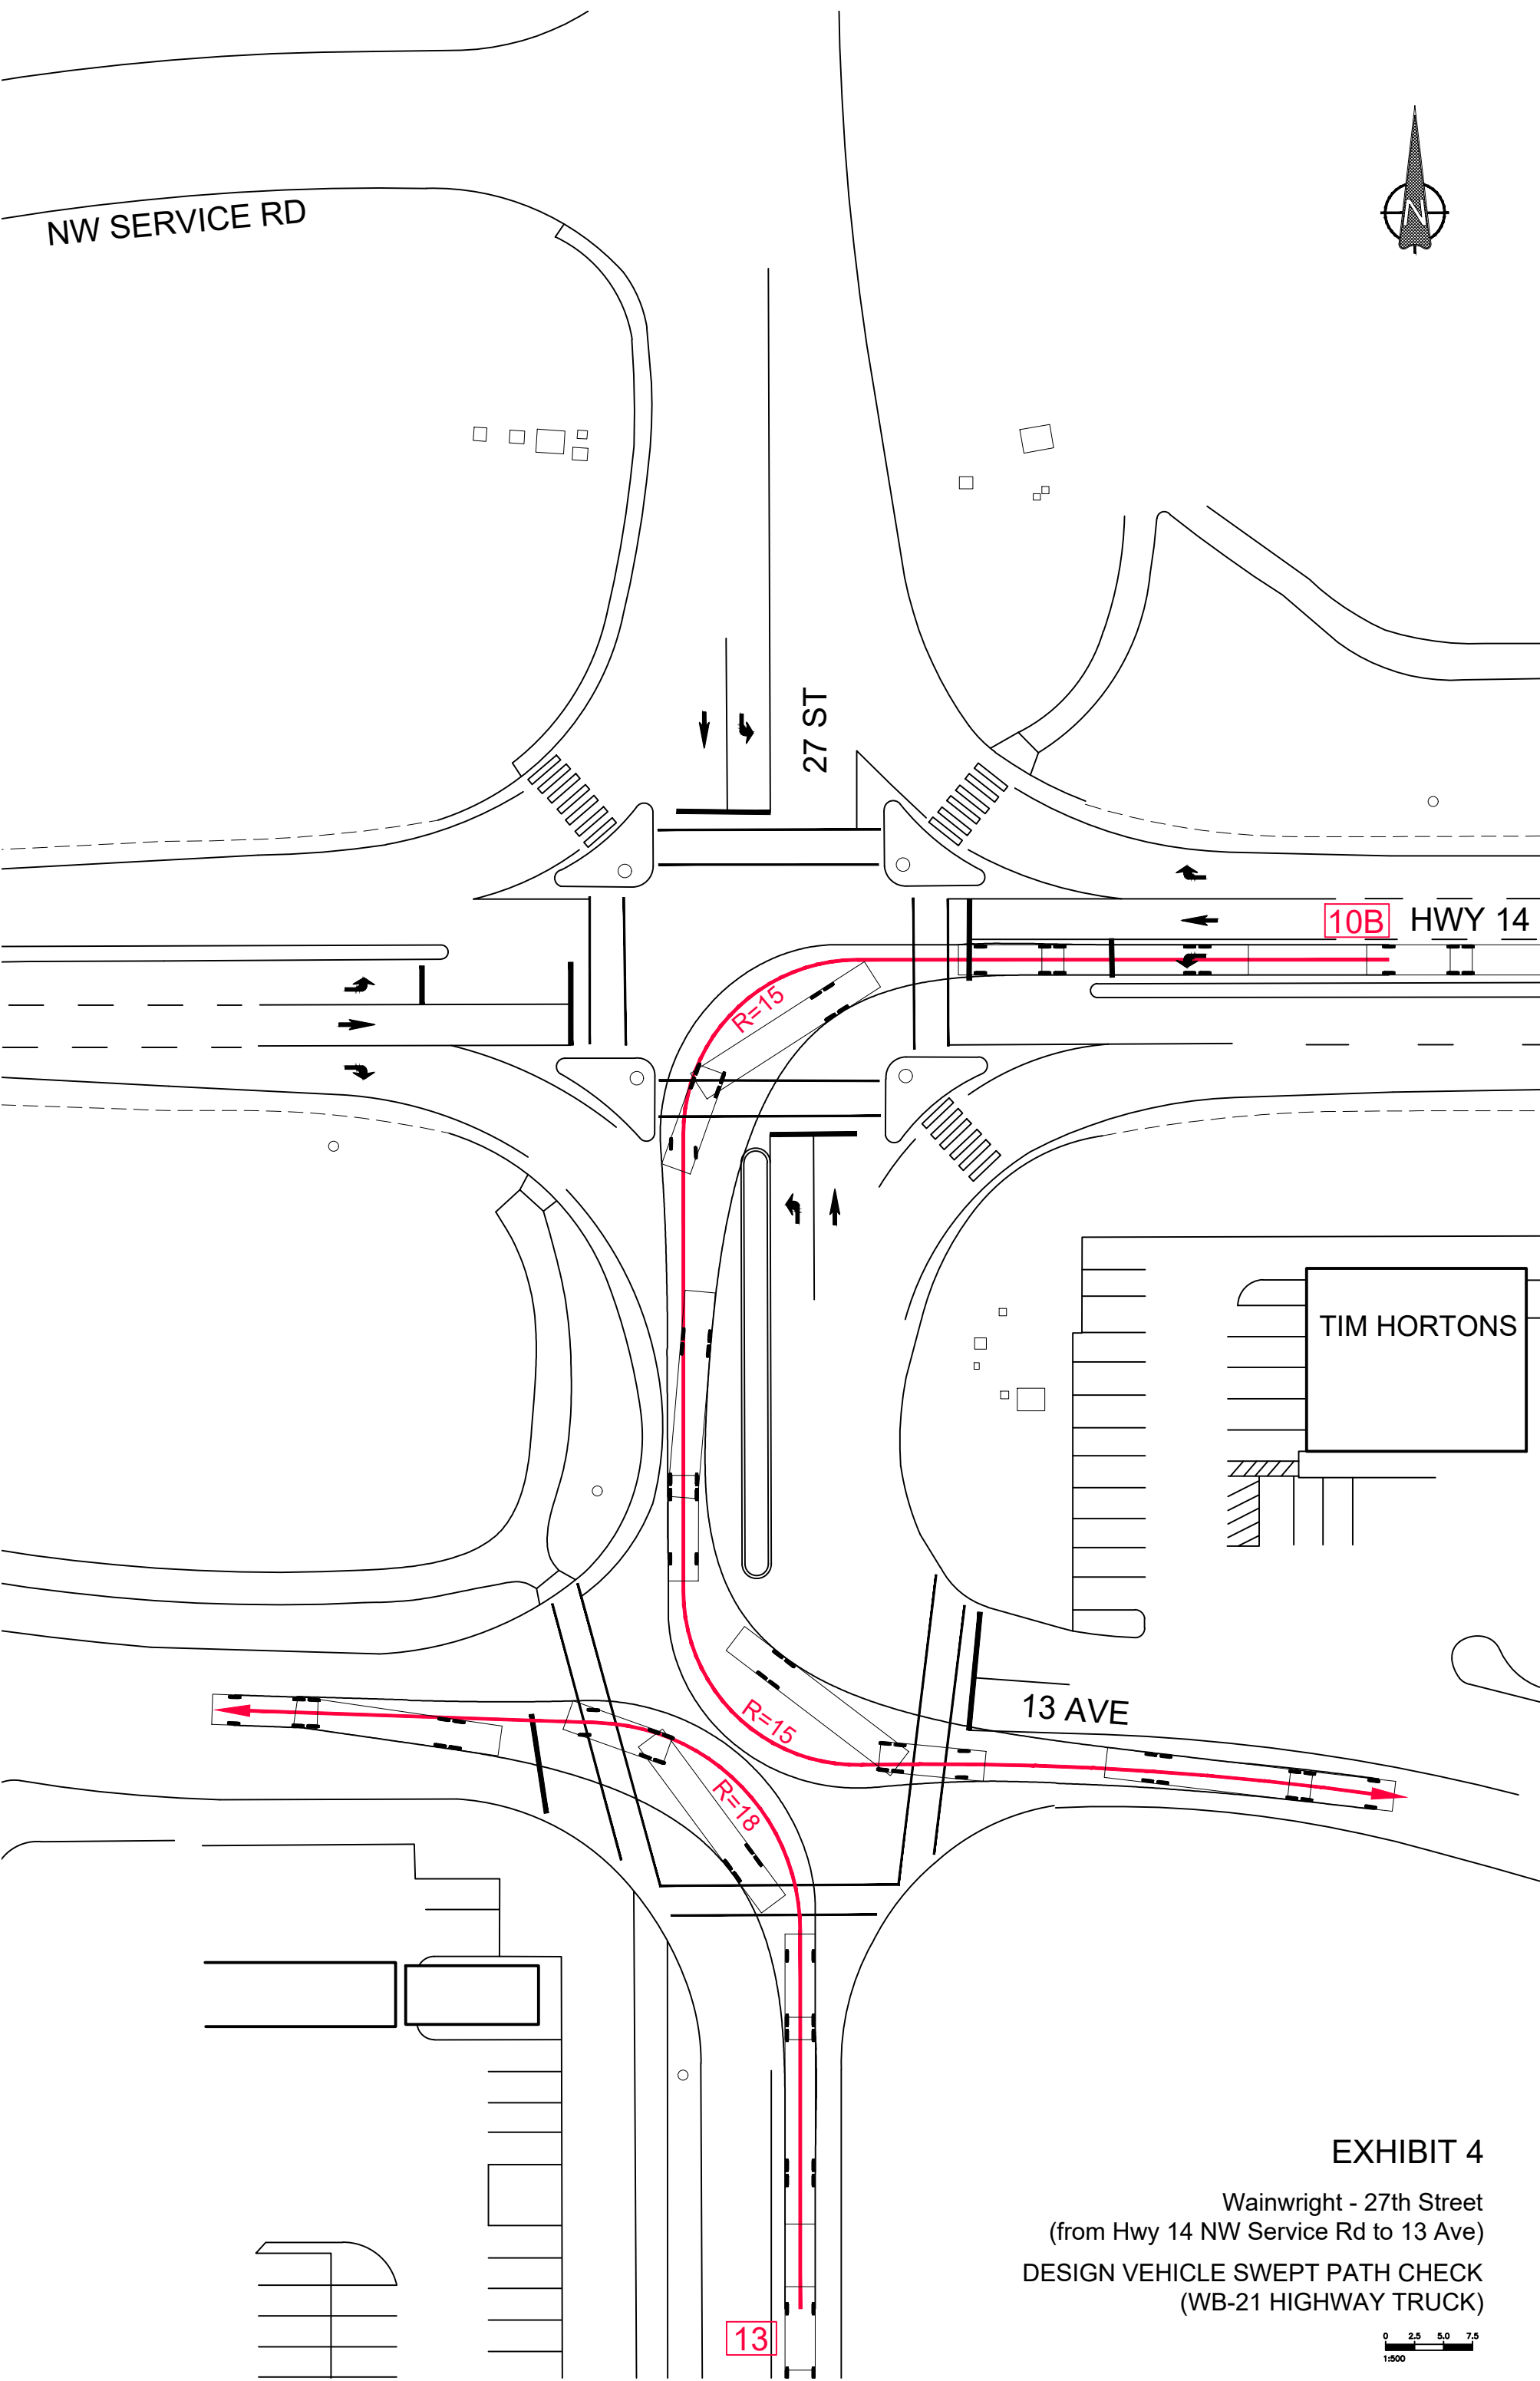 NW SERVICE RD
N
27 ST
10B
HWY 14
R=15
TIM HORTONS
R=15
13 AVE
R=18
EXHIBIT 4
Wainwright - 27th Street
(from Hwy 14 NW Service Rd to 13 Ave)
DESIGN VEHICLE SWEPT PATH CHECK
(WB-21 HIGHWAY TRUCK)
13
0 2.5 5.0 7.5
1:500